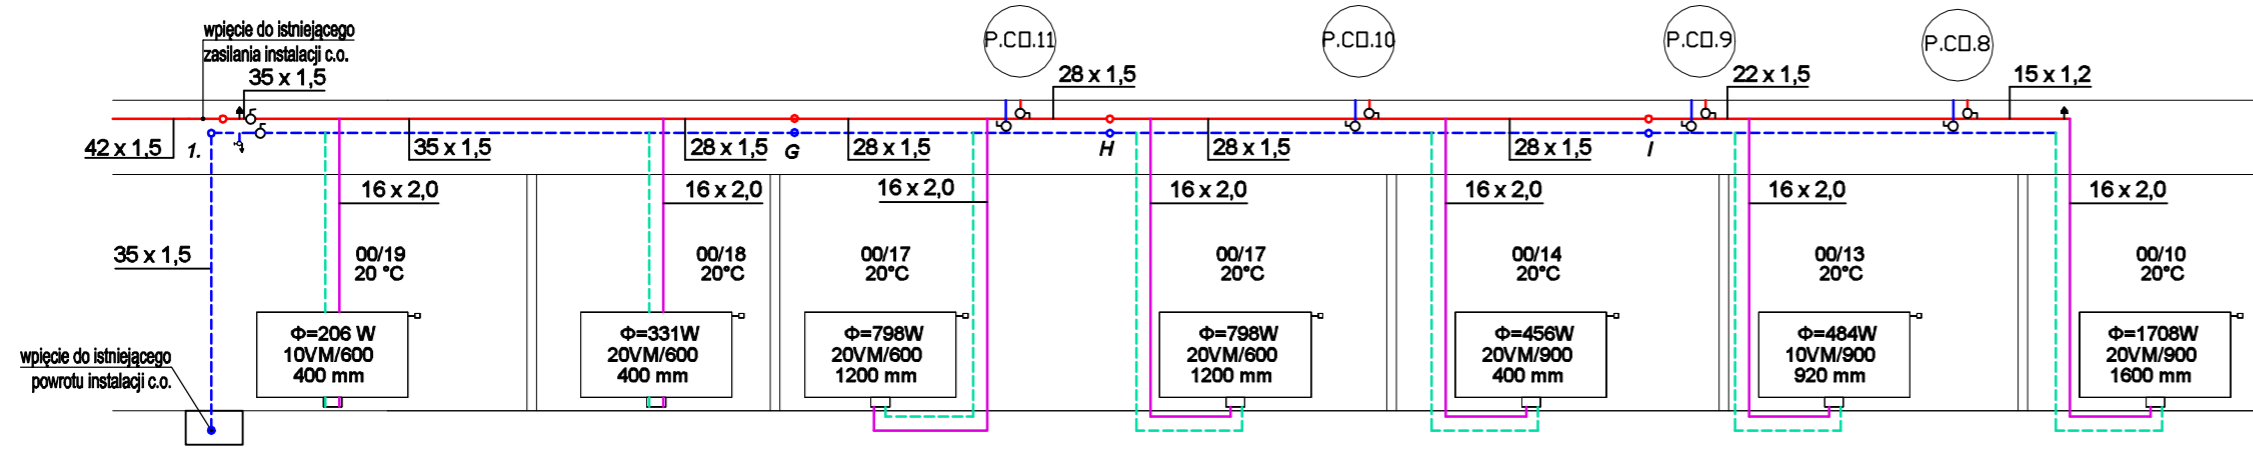 wpięcie do istniejącego
zasilania instalacji c.o.
35 x 1,5
P.CO.11
28 x 1,5
P.CO.10
P.CO.9
22 x 1,5
P.CO.8
15 x 1,2
42 x 1,5
1.
35 x 1,5
28 x 1,5
G
28 x 1,5
H
28 x 1,5
28 x 1,5
I
16 x 2,0
16 x 2,0
16 x 2,0
16 x 2,0
16 x 2,0
16 x 2,0
16 x 2,0
35 x 1,5
00/19
20 °C
00/18
20°C
00/17
20°C
00/17
20°C
00/14
20°C
00/13
20°C
00/10
20°C
wpięcie do istniejącego
powrotu instalacji c.o.
Φ=206 W
10VM/600
400 mm
Φ=331W
20VM/600
400 mm
Φ=798W
20VM/600
1200 mm
Φ=798W
20VM/600
1200 mm
Φ=456W
20VM/900
400 mm
Φ=484W
10VM/900
920 mm
Φ=1708W
20VM/900
1600 mm